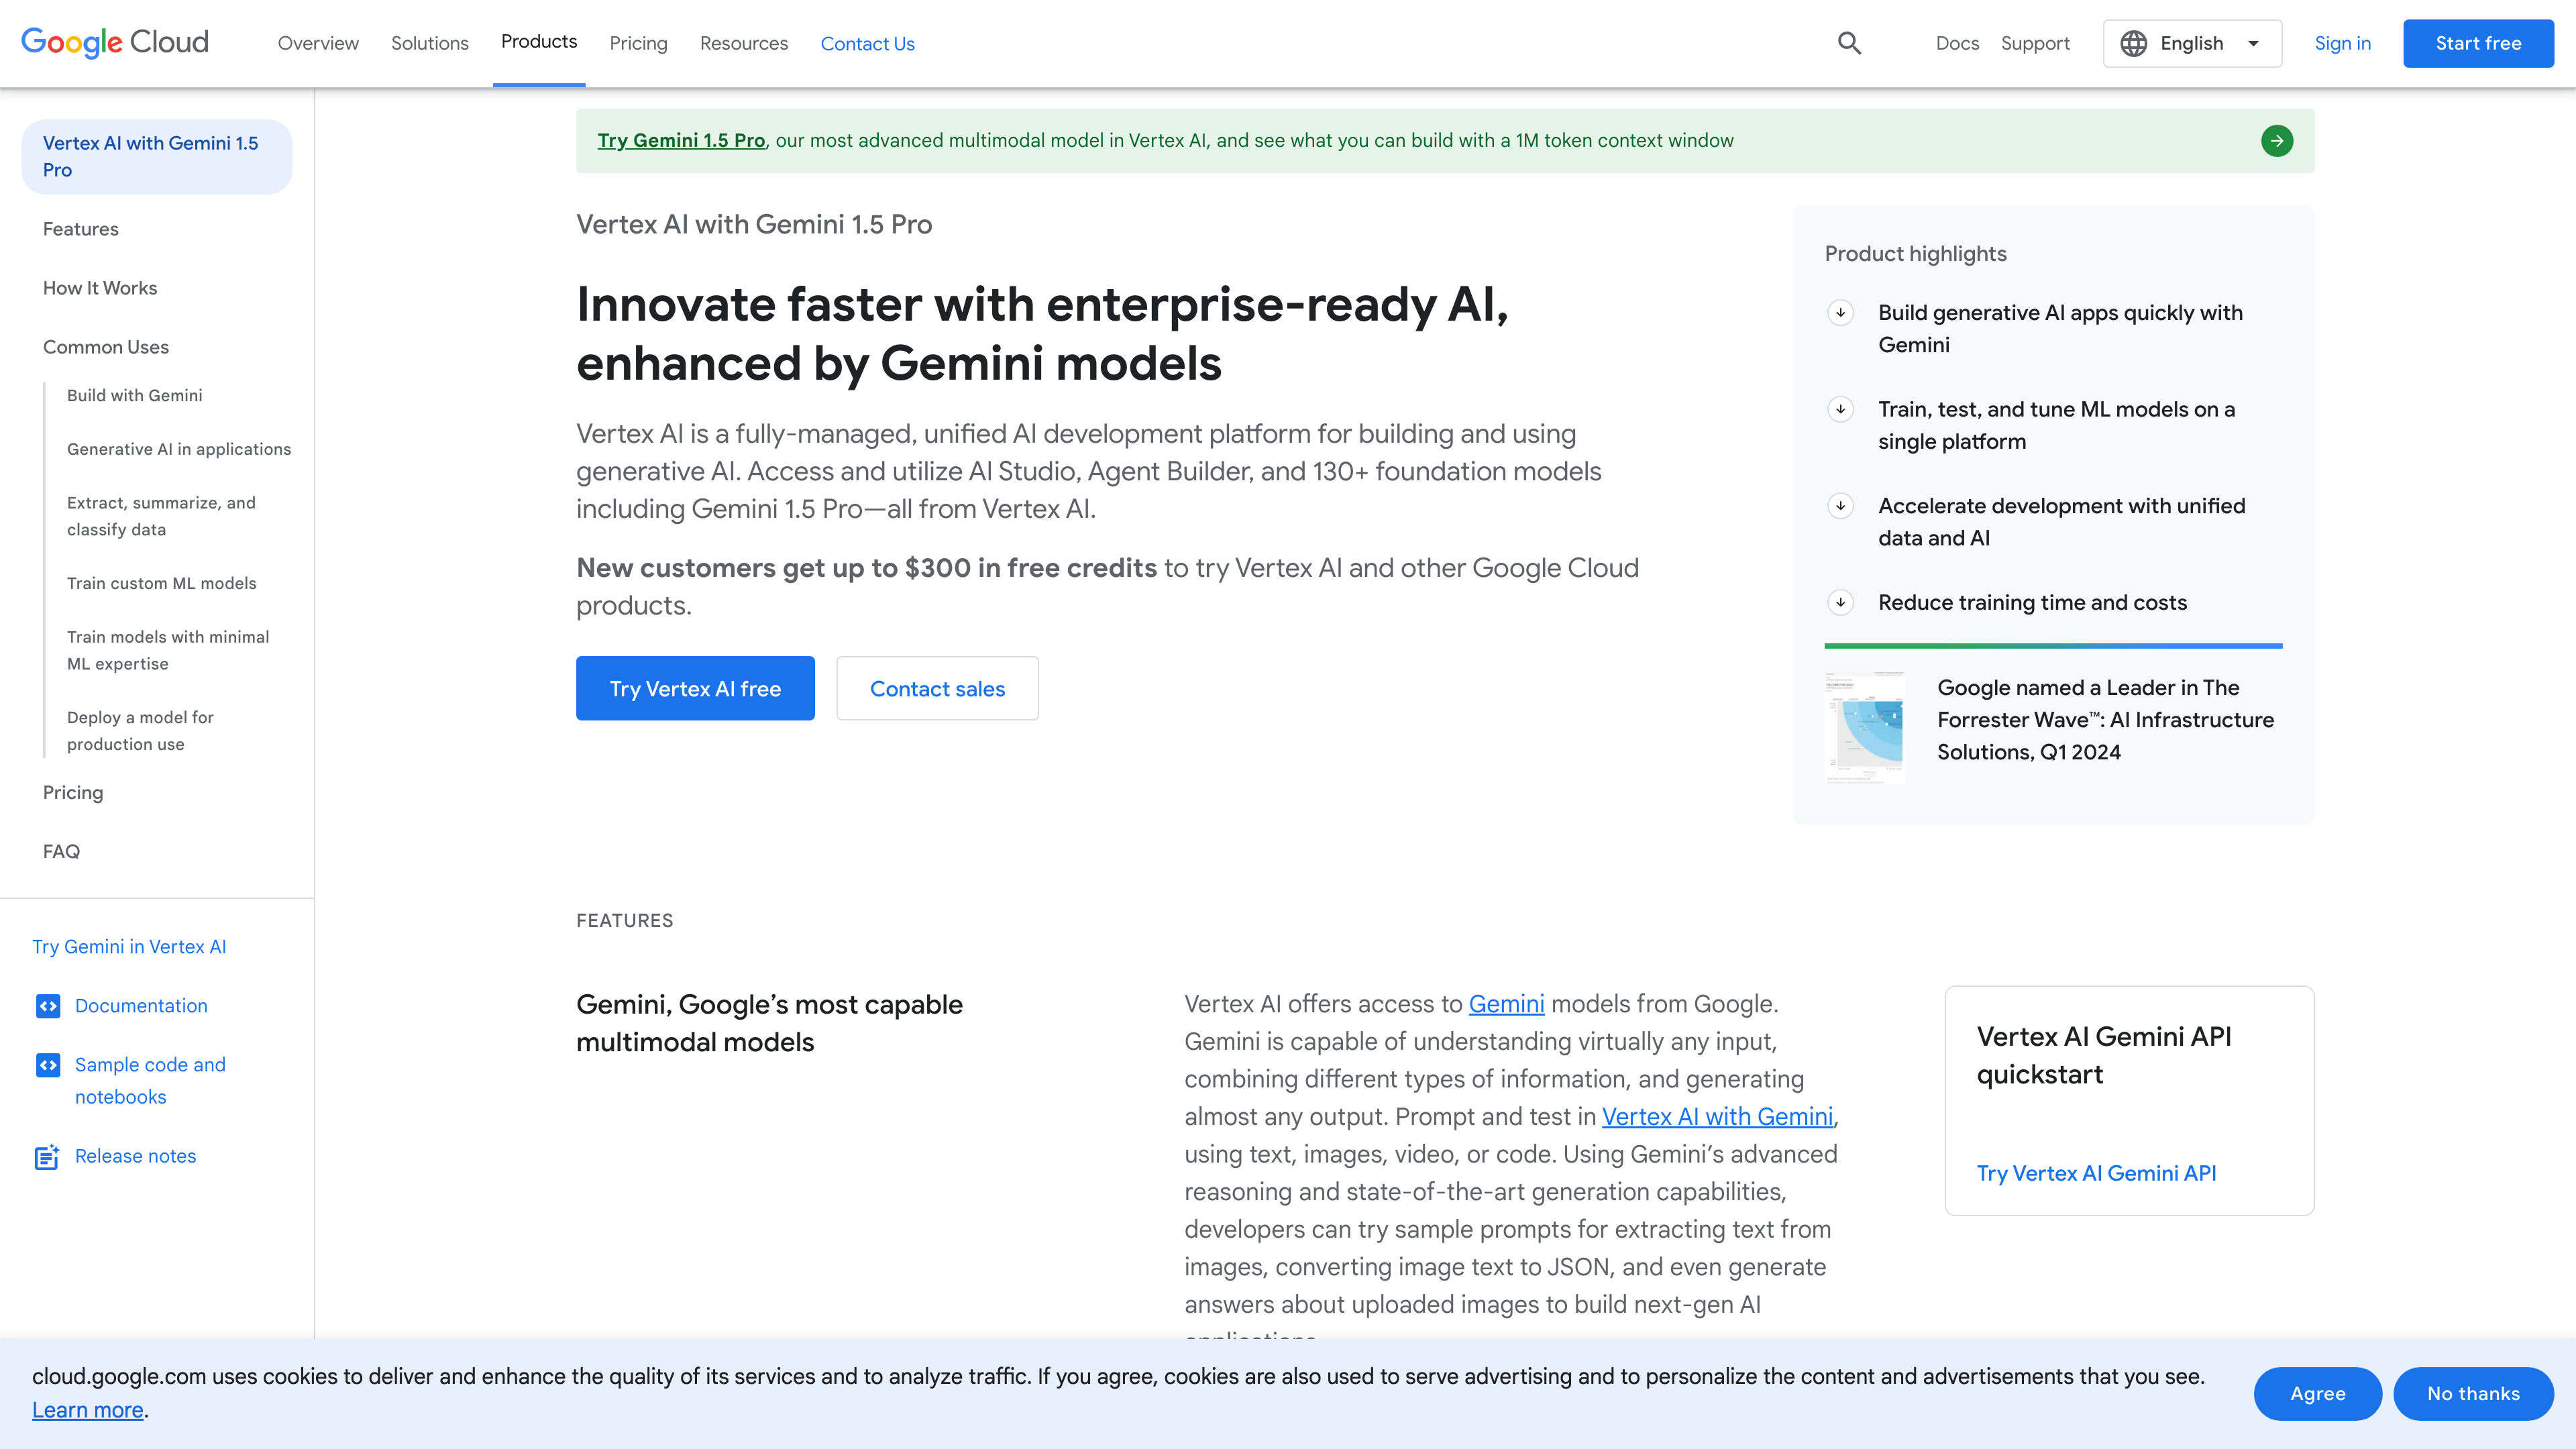 Google Cloud
Overview
Solutions
Products
Pricing
Resources
Contact Us
Docs
Support
English
Sign in
Start free
Vertex AI with Gemini 1.5
Pro
Features
How It Works
Common Uses
Build with Gemini
Generative AI in applications
Extract, summarize, and
classify data
Train custom ML models
Train models with minimal
ML expertise
Deploy a model for
production use
Pricing
FAQ
Try Gemini in Vertex AI
Documentation
Sample code and
notebooks
Release notes
Try Gemini 1.5 Pro, our most advanced multimodal model in Vertex AI, and see what you can build with a 1M token context window
Vertex AI with Gemini 1.5 Pro
Innovate faster with enterprise-ready AI,
enhanced by Gemini models
Vertex AI is a fully-managed, unified AI development platform for building and using
generative AI. Access and utilize AI Studio, Agent Builder, and 130+ foundation models
including Gemini 1.5 Pro—all from Vertex AI.
New customers get up to $300 in free credits to try Vertex AI and other Google Cloud
products.
Try Vertex AI free
Contact sales
Product highlights
Build generative AI apps quickly with
Gemini
Train, test, and tune ML models on a
single platform
Accelerate development with unified
data and AI
Reduce training time and costs
Google named a Leader in The
Forrester Wave™: AI Infrastructure
Solutions, Q1 2024
FEATURES
Gemini, Google’s most capable
multimodal models
Vertex AI offers access to Gemini models from Google.
Gemini is capable of understanding virtually any input,
combining different types of information, and generating
almost any output. Prompt and test in Vertex AI with Gemini,
using text, images, video, or code. Using Gemini’s advanced
reasoning and state-of-the-art generation capabilities,
developers can try sample prompts for extracting text from
images, converting image text to JSON, and even generate
answers about uploaded images to build next-gen AI
Vertex AI Gemini API
quickstart
Try Vertex AI Gemini API
cloud.google.com uses cookies to deliver and enhance the quality of its services and to analyze traffic. If you agree, cookies are also used to serve advertising and to personalize the content and advertisements that you see.
Learn more.
Agree
No thanks